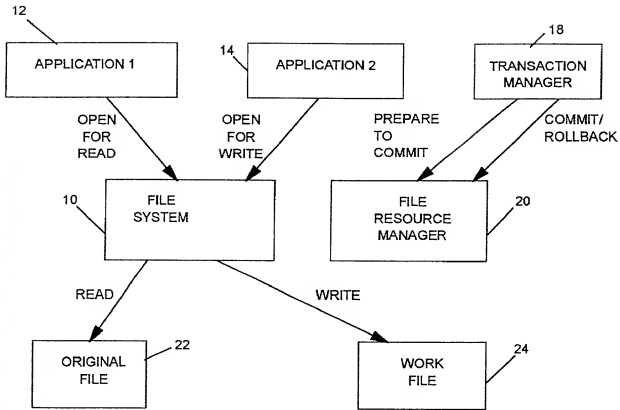 12
14
18
APPLICATION 1
APPLICATION 2
TRANSACTION
MANAGER
OPEN
FOR
READ
OPEN
FOR
WRITE
PREPARE
TO
COMMIT
COMMIT/
ROLLBACK
10
FILE
SYSTEM
FILE
RESOURCE
MANAGER
20
READ
WRITE
ORIGINAL
FILE
22
WORK
FILE
24